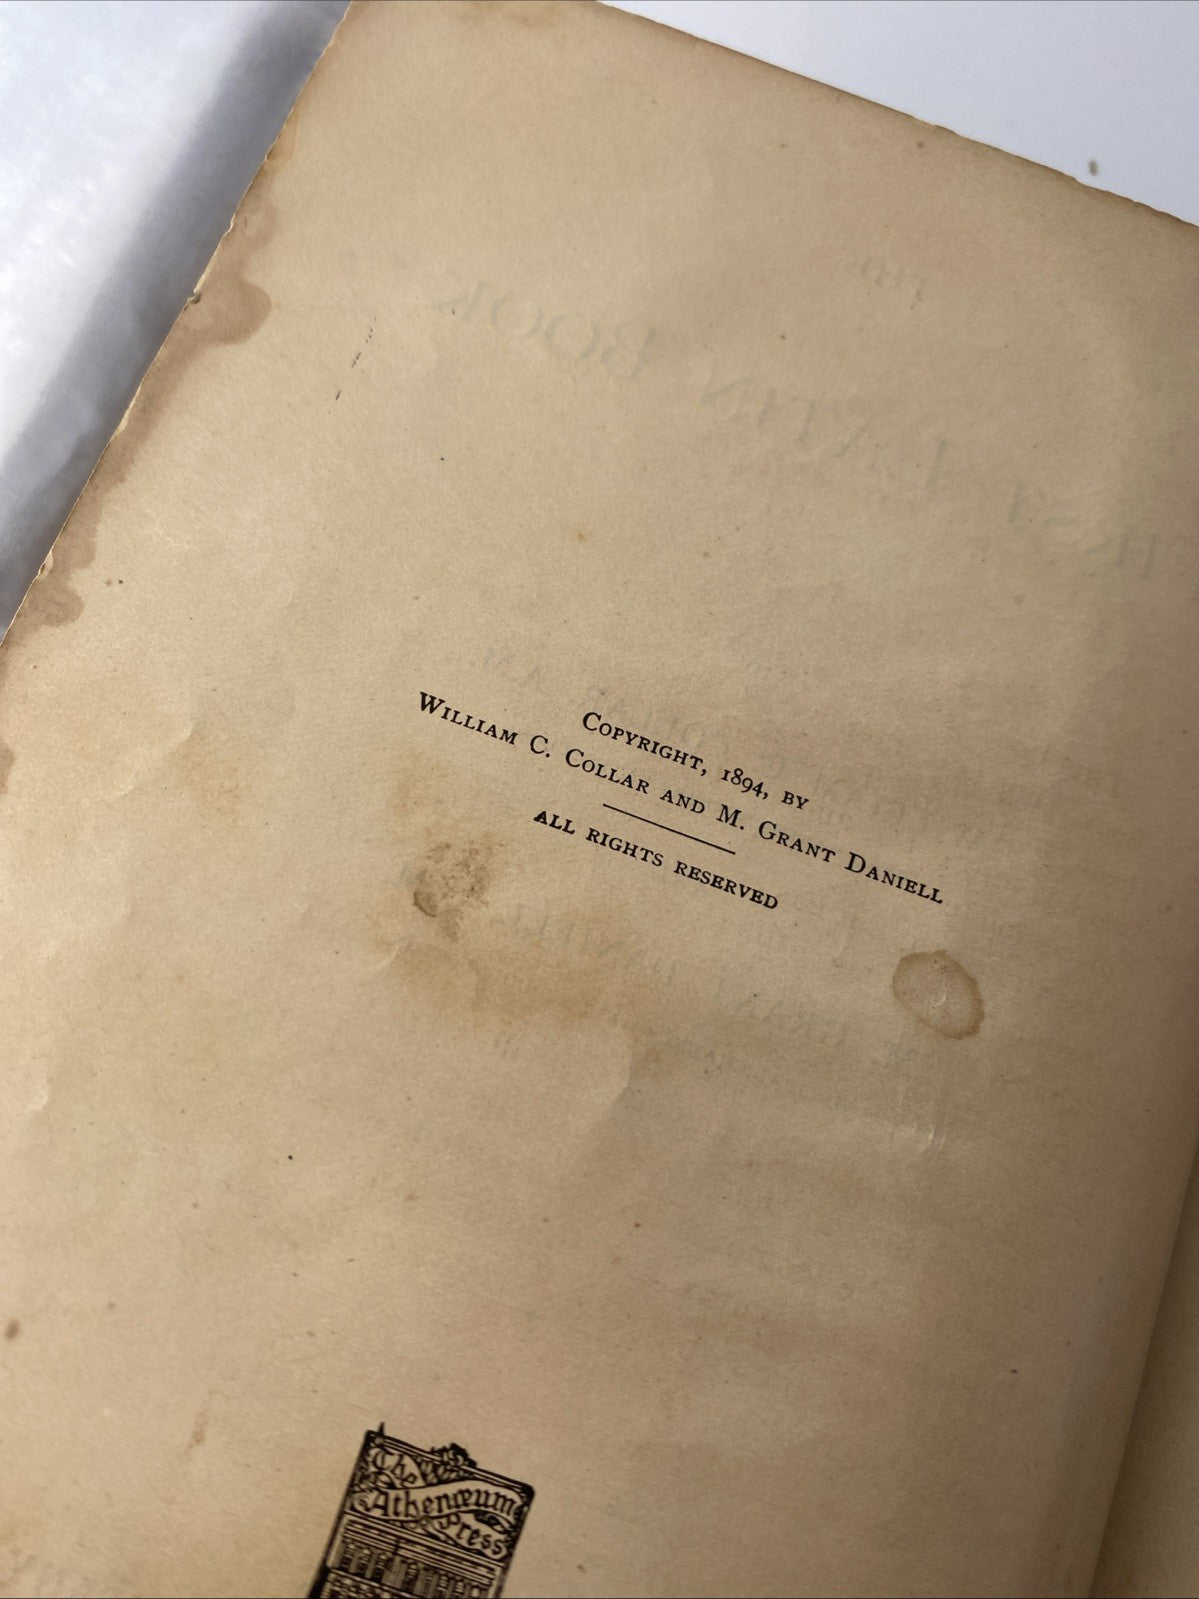 Copyright, 1894, by
William C. Collar and M. Grant Daniell
all rights reserved
The
Athenæum
Press